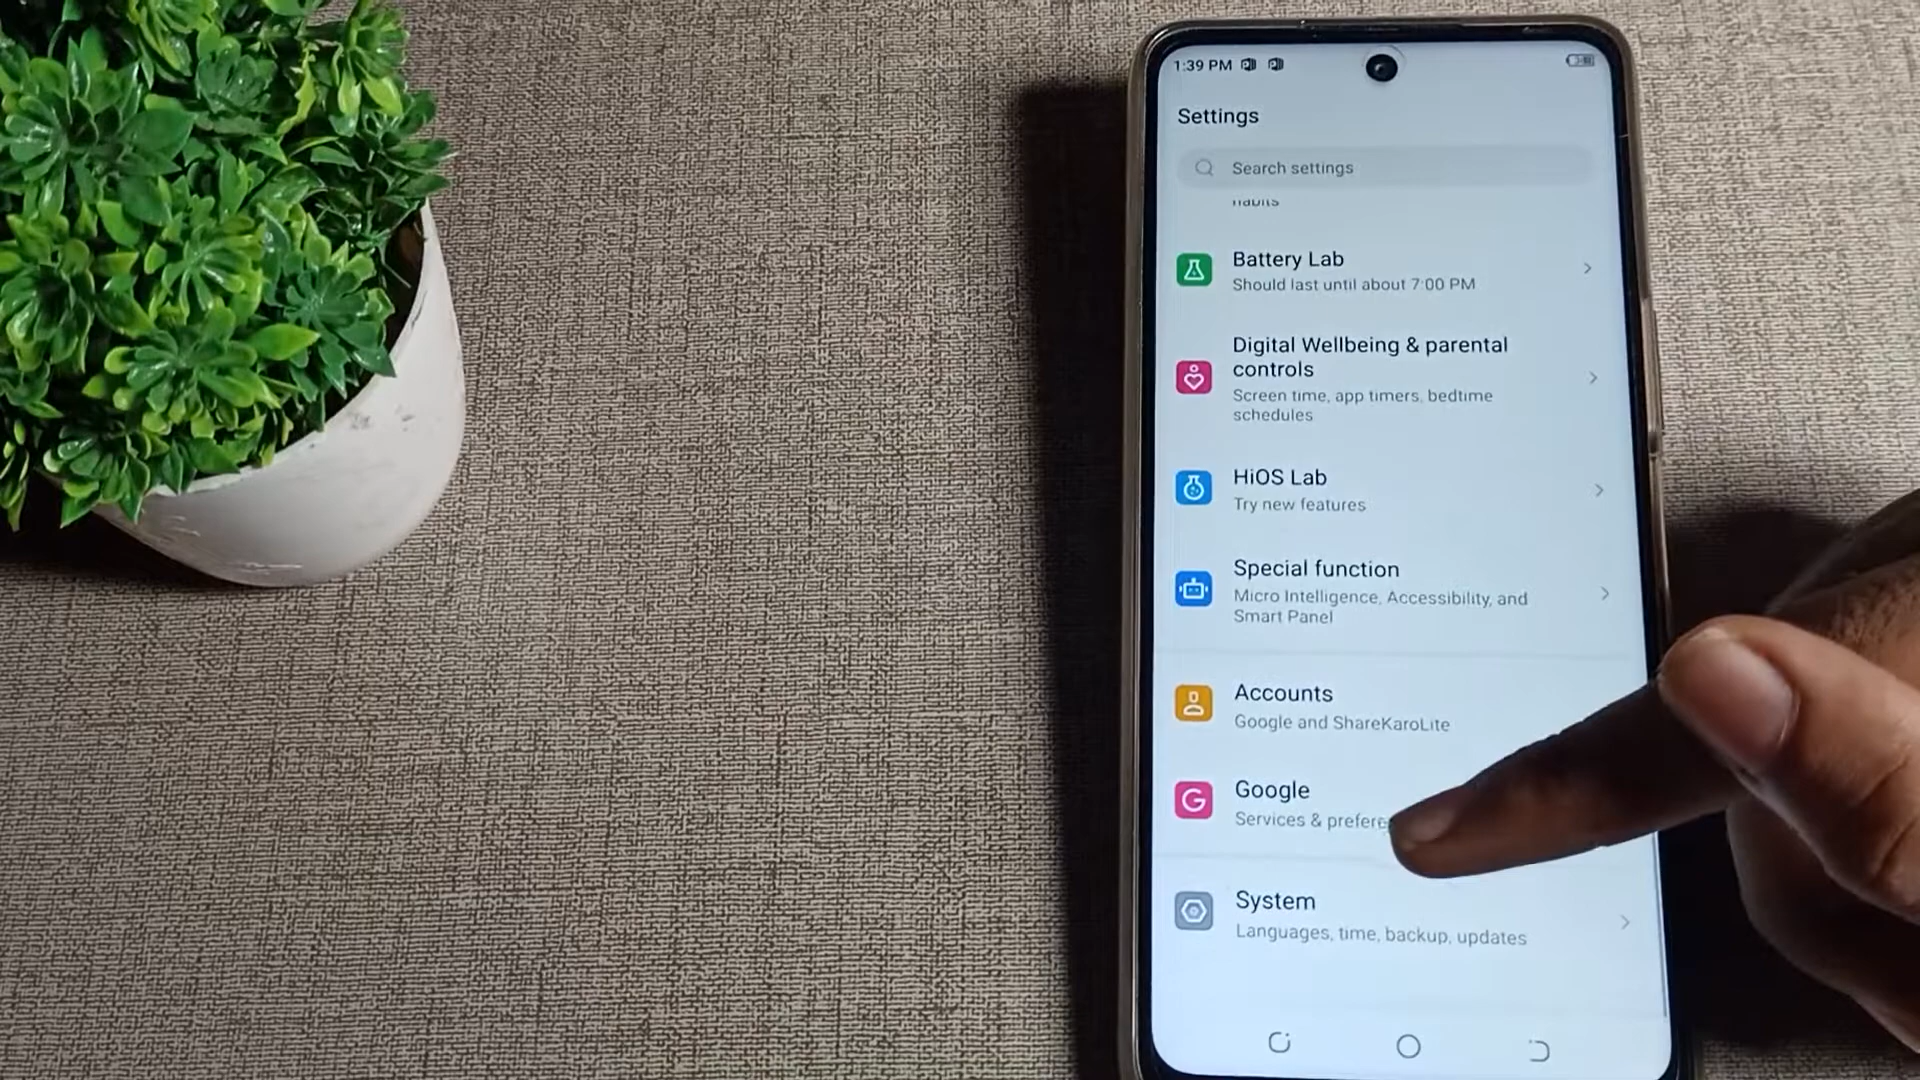 1:39 PM
Settings
Search settings
habits
Battery Lab
Should last until about 7:00 PM
Digital Wellbeing & parental
controls
Screen time, app timers, bedtime
schedules
HiOS Lab
Try new features
Special function
Micro Intelligence, Accessibility, and
Smart Panel
Accounts
Google and ShareKaroLite
Google
Services & prefere
System
Languages, time, backup, updates